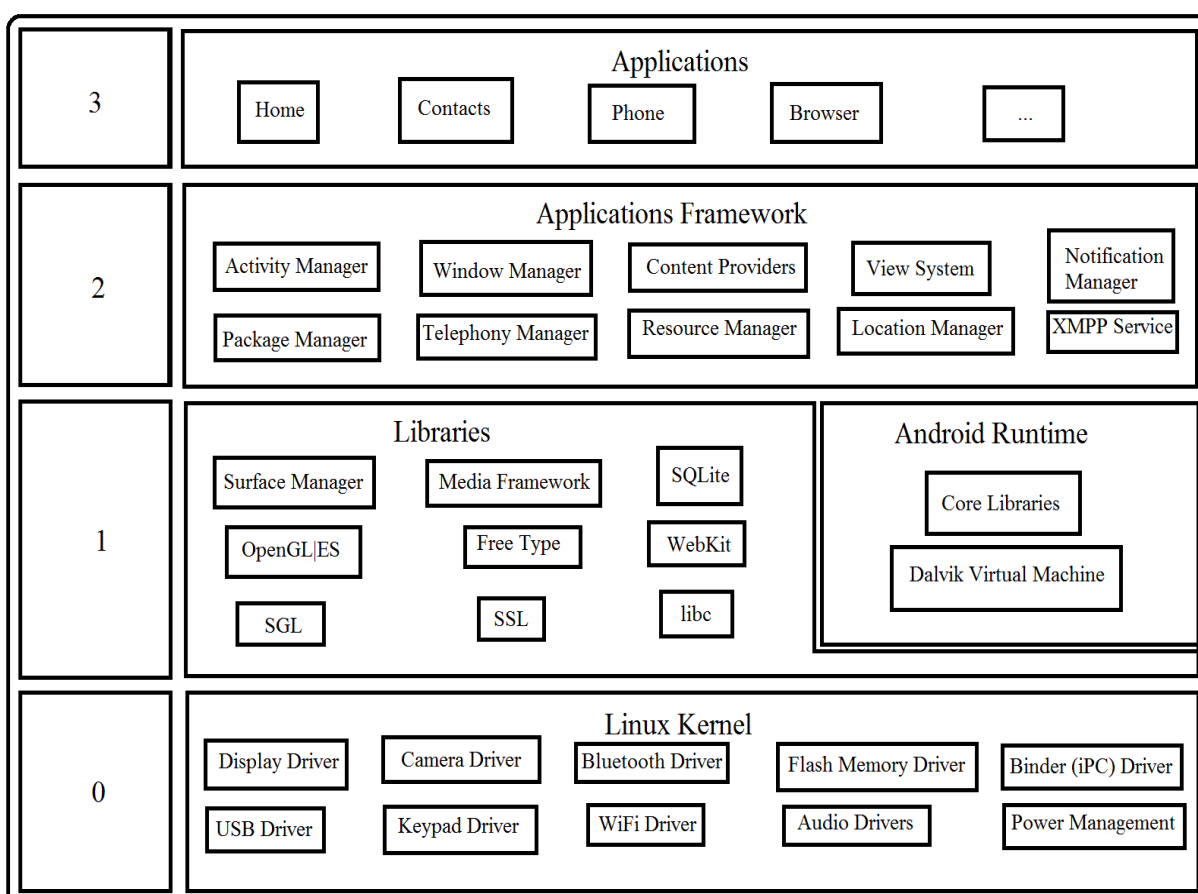 3
Applications
Home
Contacts
Phone
Browser
...
2
Applications Framework
Activity Manager
Window Manager
Content Providers
View System
Notification
Manager
Package Manager
Telephony Manager
Resource Manager
Location Manager
XMPP Service
1
Libraries
Surface Manager
Media Framework
SQLite
OpenGL|ES
Free Type
WebKit
SGL
SSL
libc
Android Runtime
Core Libraries
Dalvik Virtual Machine
0
Linux Kernel
Display Driver
Camera Driver
Bluetooth Driver
Flash Memory Driver
Binder (iPC) Driver
USB Driver
Keypad Driver
WiFi Driver
Audio Drivers
Power Management